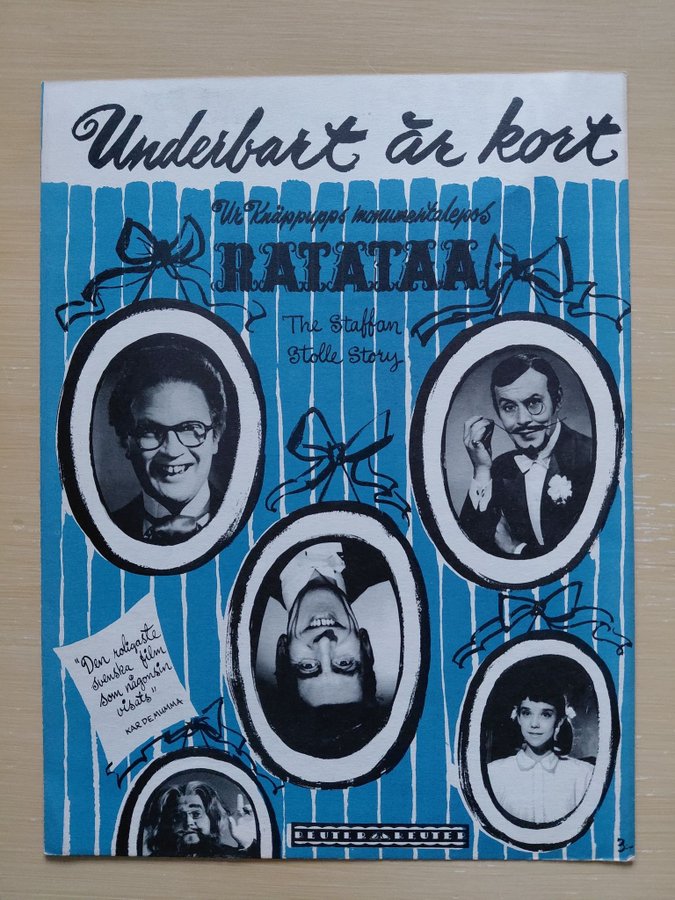 Underbart är kort
Ur Knäppupps monumentalepos
RATATAA
The Staffan
Stolle Story
"Den roligaste
svenska film
som någonsin
visats"
KAR DE MUMMA
REUTER & REUTER
3:-